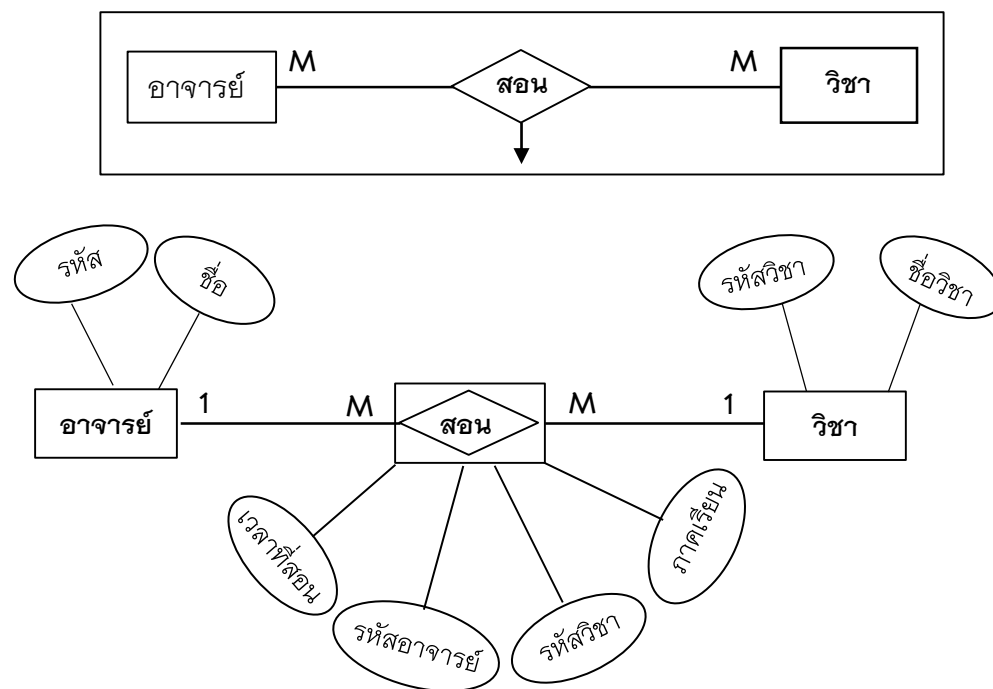 อาจารย์ M สอน M วิชา
รหัส ชื่อ รหัสวิชา ชื่อวิชา
อาจารย์ 1 M สอน M 1 วิชา
เวลาที่สอน รหัสอาจารย์ รหัสวิชา ภาคเรียน